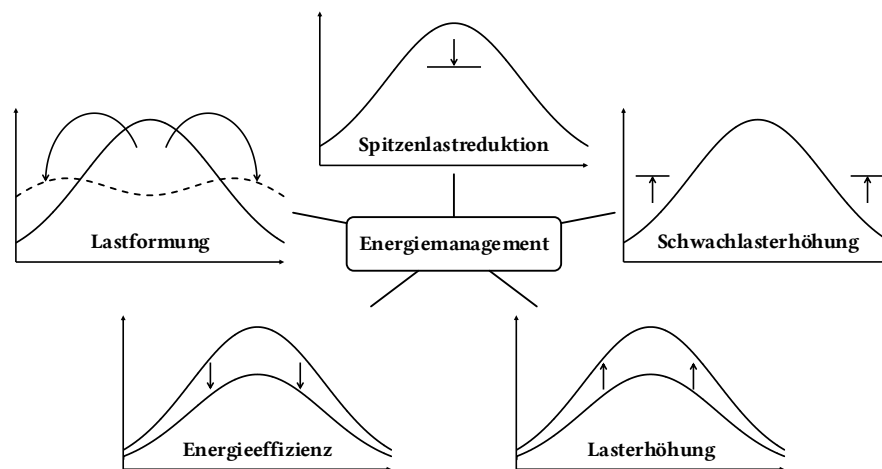 Spitzenlastreduktion
Lastformung
Energiemanagement
Schwachlasterhöhung
Energieeffizienz
Lasterhöhung